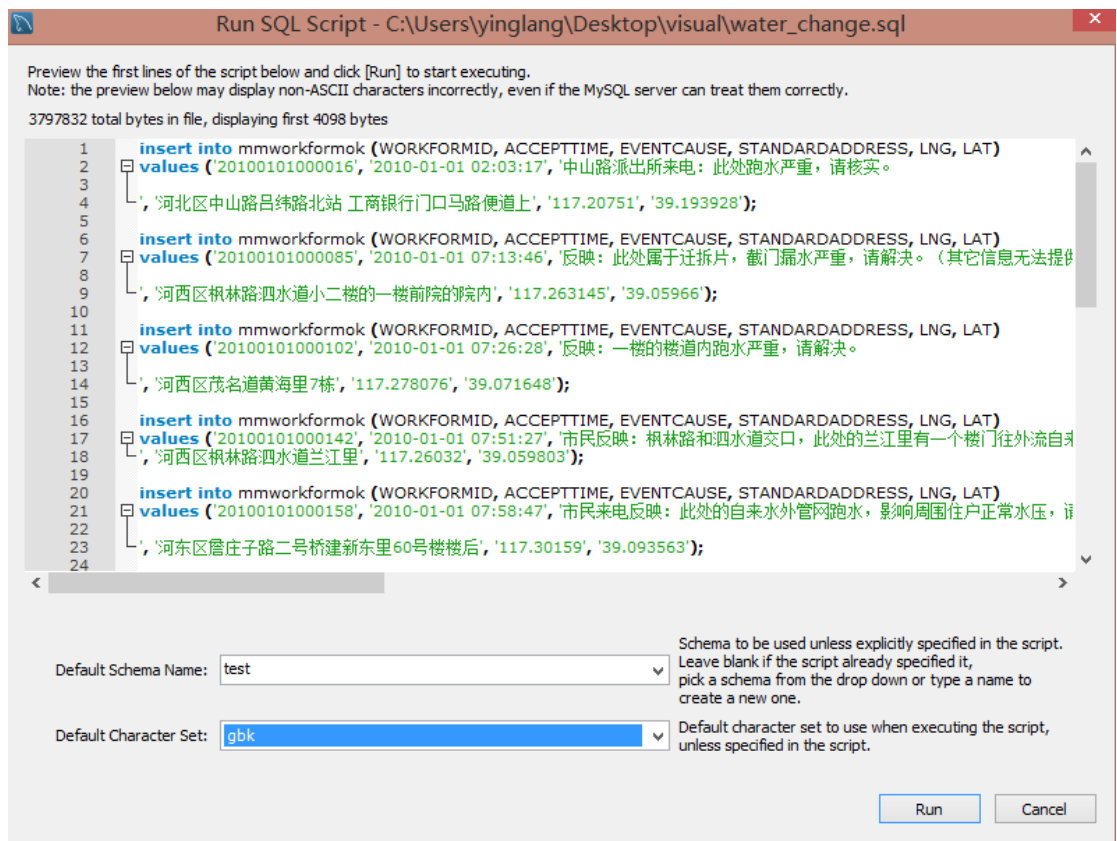 Run SQL Script - C:\Users\yinglang\Desktop\visual\water_change.sql
Preview the first lines of the script below and click [Run] to start executing.
Note: the preview below may display non-ASCII characters incorrectly, even if the MySQL server can treat them correctly.
3797832 total bytes in file, displaying first 4098 bytes
1 insert into mmworkformok (WORKFORMID, ACCEPTTIME, EVENTCAUSE, STANDARDADDRESS, LNG, LAT)
2 values ('20100101000016', '2010-01-01 02:03:17', '中山路派出所来电：此处跑水严重，请核实。
3
4 ', '河北区中山路吕纬路北站 工商银行门口马路便道上', '117.20751', '39.193928');
5
6 insert into mmworkformok (WORKFORMID, ACCEPTTIME, EVENTCAUSE, STANDARDADDRESS, LNG, LAT)
7 values ('20100101000085', '2010-01-01 07:13:46', '反映：此处属于迁拆片，截门漏水严重，请解决。（其它信息无法提供
8
9 ', '河西区枫林路泗水道小二楼的一楼前院的院内', '117.263145', '39.05966');
10
11 insert into mmworkformok (WORKFORMID, ACCEPTTIME, EVENTCAUSE, STANDARDADDRESS, LNG, LAT)
12 values ('20100101000102', '2010-01-01 07:26:28', '反映：一楼的楼道内跑水严重，请解决。
13
14 ', '河西区茂名道黄海里7栋', '117.278076', '39.071648');
15
16 insert into mmworkformok (WORKFORMID, ACCEPTTIME, EVENTCAUSE, STANDARDADDRESS, LNG, LAT)
17 values ('20100101000142', '2010-01-01 07:51:27', '市民反映：枫林路和泗水道交口，此处的兰江里有一个楼门往外流自来
18 ', '河西区枫林路泗水道兰江里', '117.26032', '39.059803');
19
20 insert into mmworkformok (WORKFORMID, ACCEPTTIME, EVENTCAUSE, STANDARDADDRESS, LNG, LAT)
21 values ('20100101000158', '2010-01-01 07:58:47', '市民来电反映：此处的自来水外管网跑水，影响周围住户正常水压，请
22
23 ', '河东区詹庄子路二号桥建新东里60号楼楼后', '117.30159', '39.093563');
24
Default Schema Name: test
Schema to be used unless explicitly specified in the script.
Leave blank if the script already specified it,
pick a schema from the drop down or type a name to
create a new one.
Default Character Set: gbk
Default character set to use when executing the script,
unless specified in the script.
Run Cancel